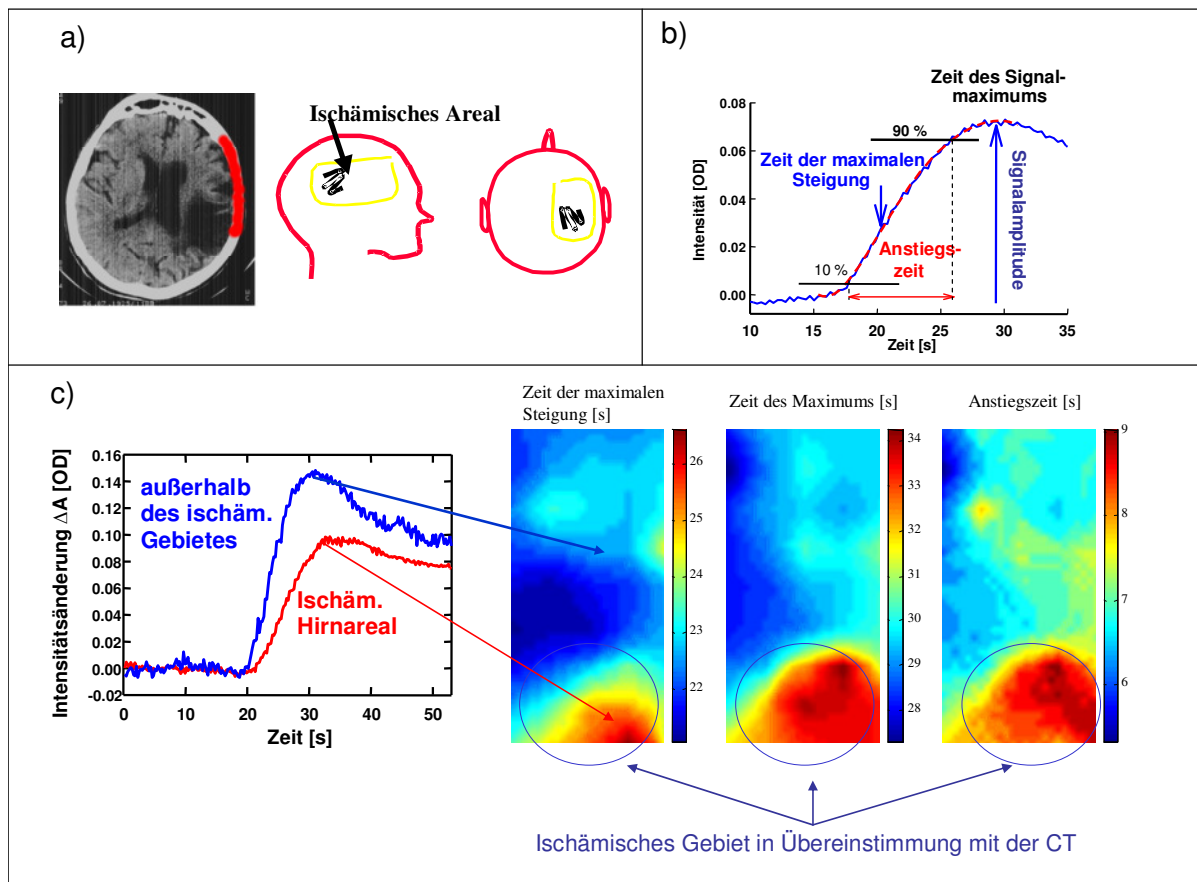 a)
Ischämisches Areal
b)
Zeit des Signal-
maximums
0.08
0.06
0.04
0.02
0.00
Intensität [OD]
90 %
Zeit der maximalen
Steigung
Anstiegs-
zeit
10 %
Signalamplitude
10 15 20 25 30 35
Zeit [s]
c)
0.16
0.14
0.12
0.10
0.08
0.06
0.04
0.02
0.00
-0.02
Intensitätsänderung ΔA [OD]
außerhalb
des ischäm.
Gebietes
Ischäm.
Hirnareal
0 10 20 30 40 50
Zeit [s]
Zeit der maximalen
Steigung [s]
26
25
24
23
22
Zeit des Maximums [s]
34
33
32
31
30
29
28
Anstiegszeit [s]
9
8
7
6
Ischämisches Gebiet in Übereinstimmung mit der CT